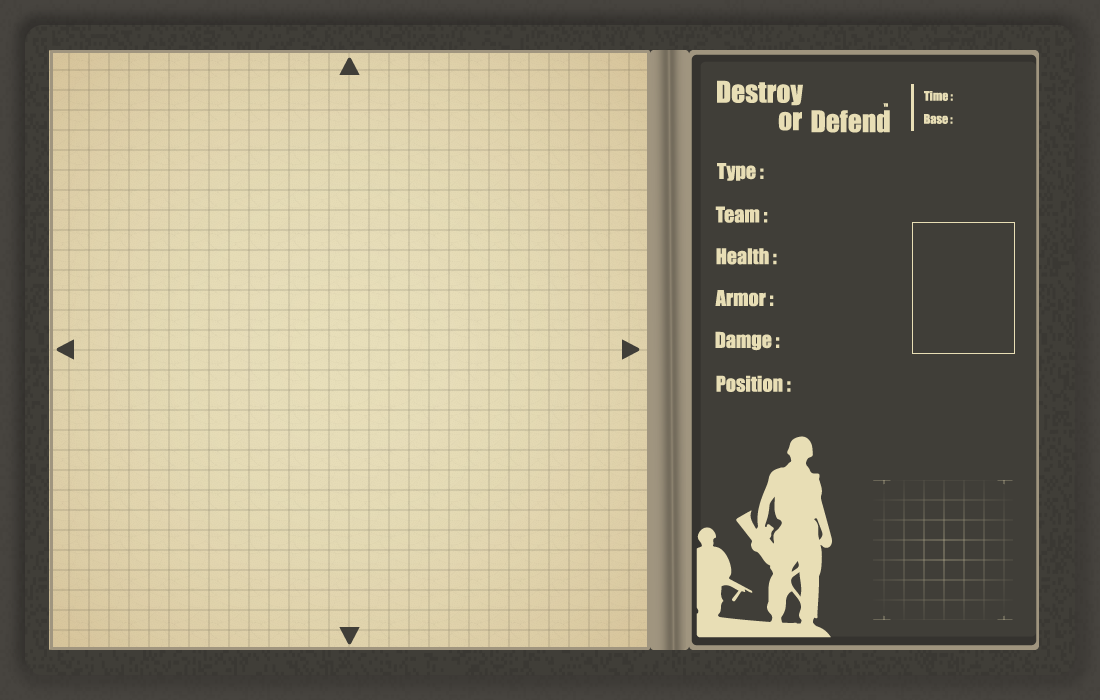 Destroy
or Defend
Time :
Base :
Type :
Team :
Health :
Armor :
Damge :
Position :